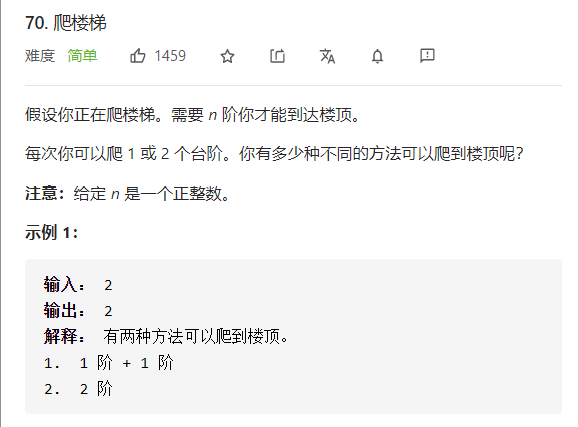 70. 爬楼梯
难度 简单 1459
假设你正在爬楼梯。需要 n 阶你才能到达楼顶。
每次你可以爬 1 或 2 个台阶。你有多少种不同的方法可以爬到楼顶呢？
注意：给定 n 是一个正整数。
示例 1：
输入： 2
输出： 2
解释： 有两种方法可以爬到楼顶。
1. 1 阶 + 1 阶
2. 2 阶